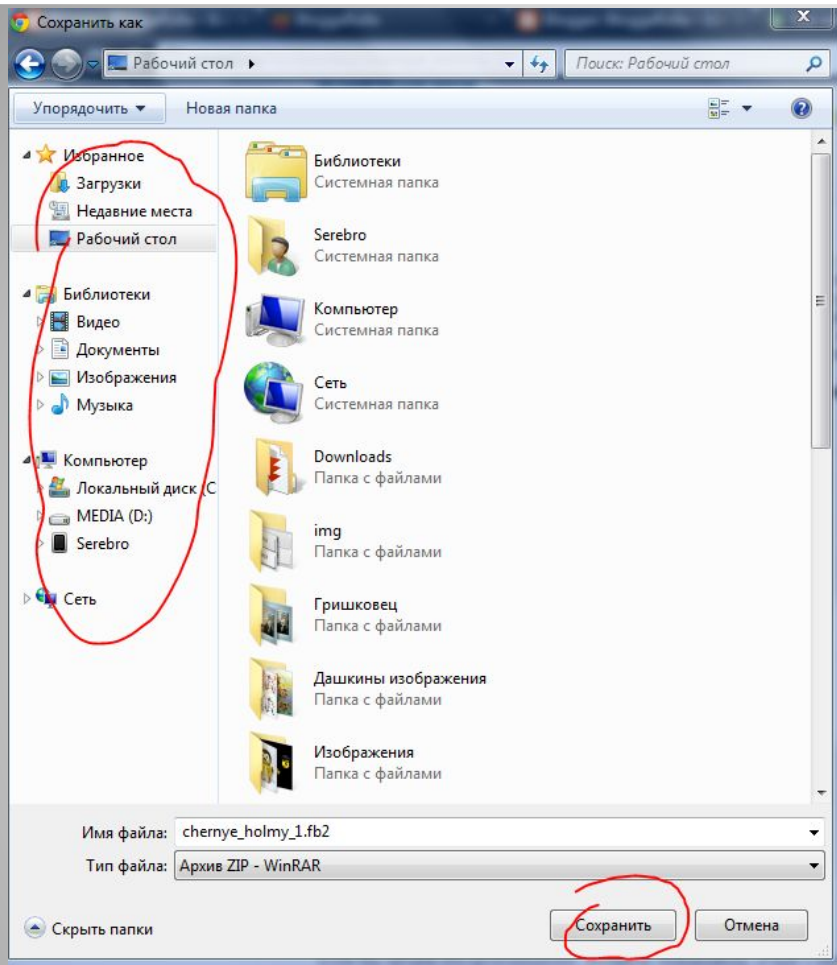 Сохранить как
Рабочий стол
Поиск: Рабочий стол
Упорядочить
Новая папка
Избранное
Загрузки
Недавние места
Рабочий стол
Библиотеки
Видео
Документы
Изображения
Музыка
Компьютер
Локальный диск (C
MEDIA (D:)
Serebro
Сеть
Библиотеки
Системная папка
Serebro
Системная папка
Компьютер
Системная папка
Сеть
Системная папка
Downloads
Папка с файлами
img
Папка с файлами
Гришковец
Папка с файлами
Дашкины изображения
Папка с файлами
Изображения
Папка с файлами
Имя файла: chernye_holmy_1.fb2
Тип файла: Архив ZIP - WinRAR
Скрыть папки
Сохранить
Отмена